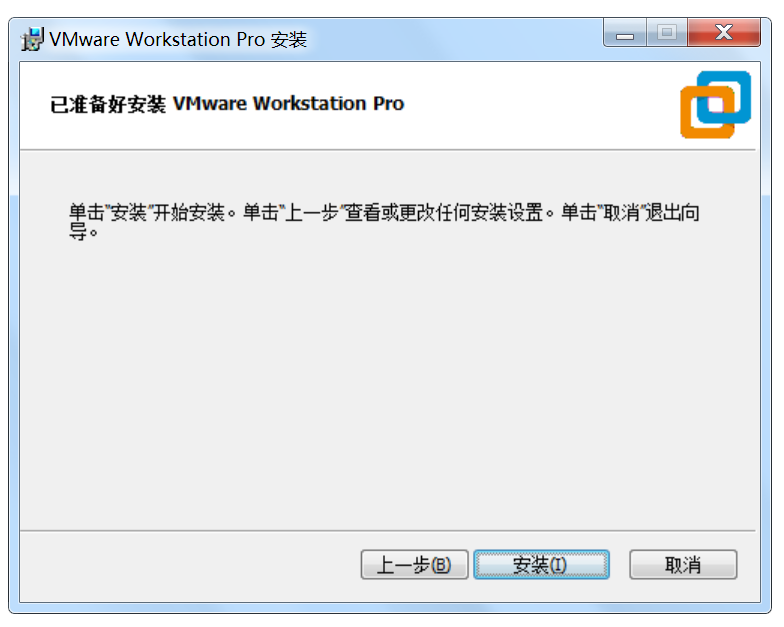 VMware Workstation Pro 安装
已准备好安装 VMware Workstation Pro
单击"安装"开始安装。单击"上一步"查看或更改任何安装设置。单击"取消"退出向
导。
上一步(B) 安装(I) 取消